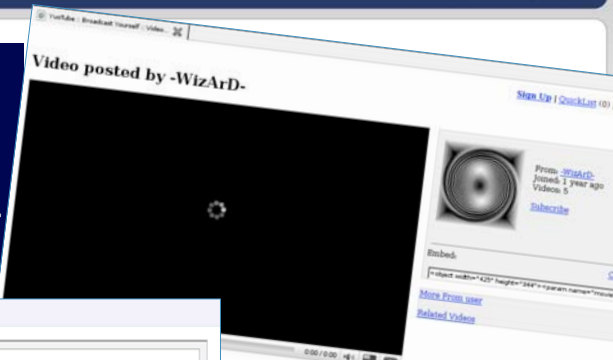 YuoTube : Broadcast Yourself : Video...
Video posted by -WizArD-
Sign Up | QuickList (0)
From: -WizArD-
Joined: 1 year ago
Videos: 5
Subscribe
Embed:
<object width="425" height="344"><param name="movie
More From user
Related Videos
0:00 / 0:00